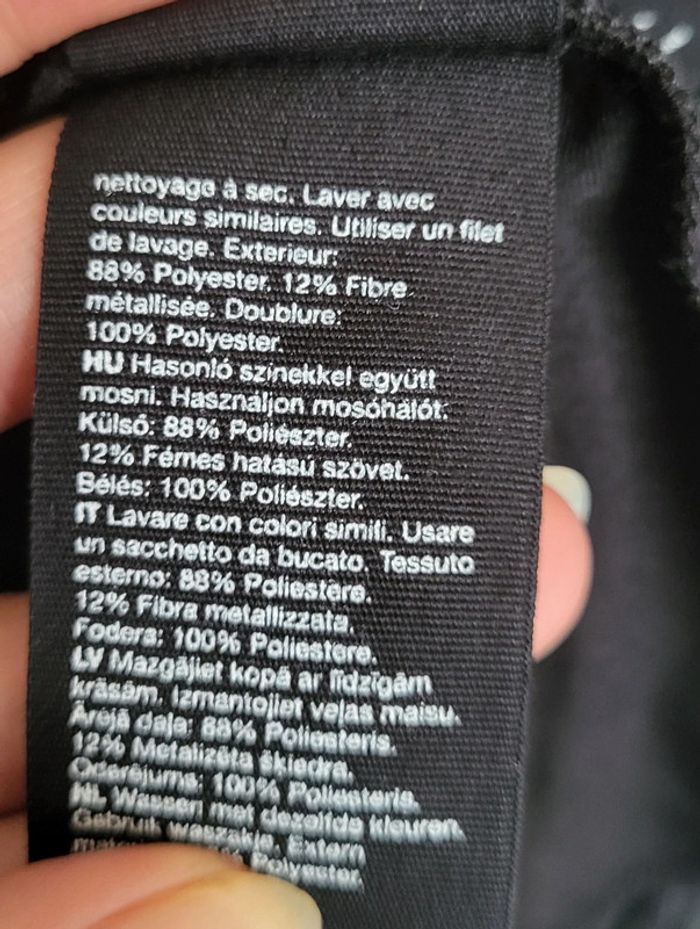 nettoyage à sec. Laver avec
couleurs similaires. Utiliser un filet
de lavage. Exterieur:
88% Polyester. 12% Fibre
métallisée. Doublure:
100% Polyester.
HU Hasonló színekkel együtt
mosni. Használjon mosóhálót.
Külsó: 88% Poliészter.
12% Fémes hatású szövet.
Bélés: 100% Poliészter.
IT Lavare con colori simili. Usare
un sacchetto da bucato. Tessuto
esterno: 88% Poliestere.
12% Fibra metallizzata.
Fodera: 100% Poliestere.
LV Mazgājiet kopā ar līdzīgām
krāsām. Izmantojiet veļas maisu.
Ārējā daļa: 88% Poliesteris.
12% Metalizēta šķiedra.
Oderējums: 100% Poliesteris.
NL Wassen met dezelfde kleuren.
Gebruik waszakje. Extern
Polyester.